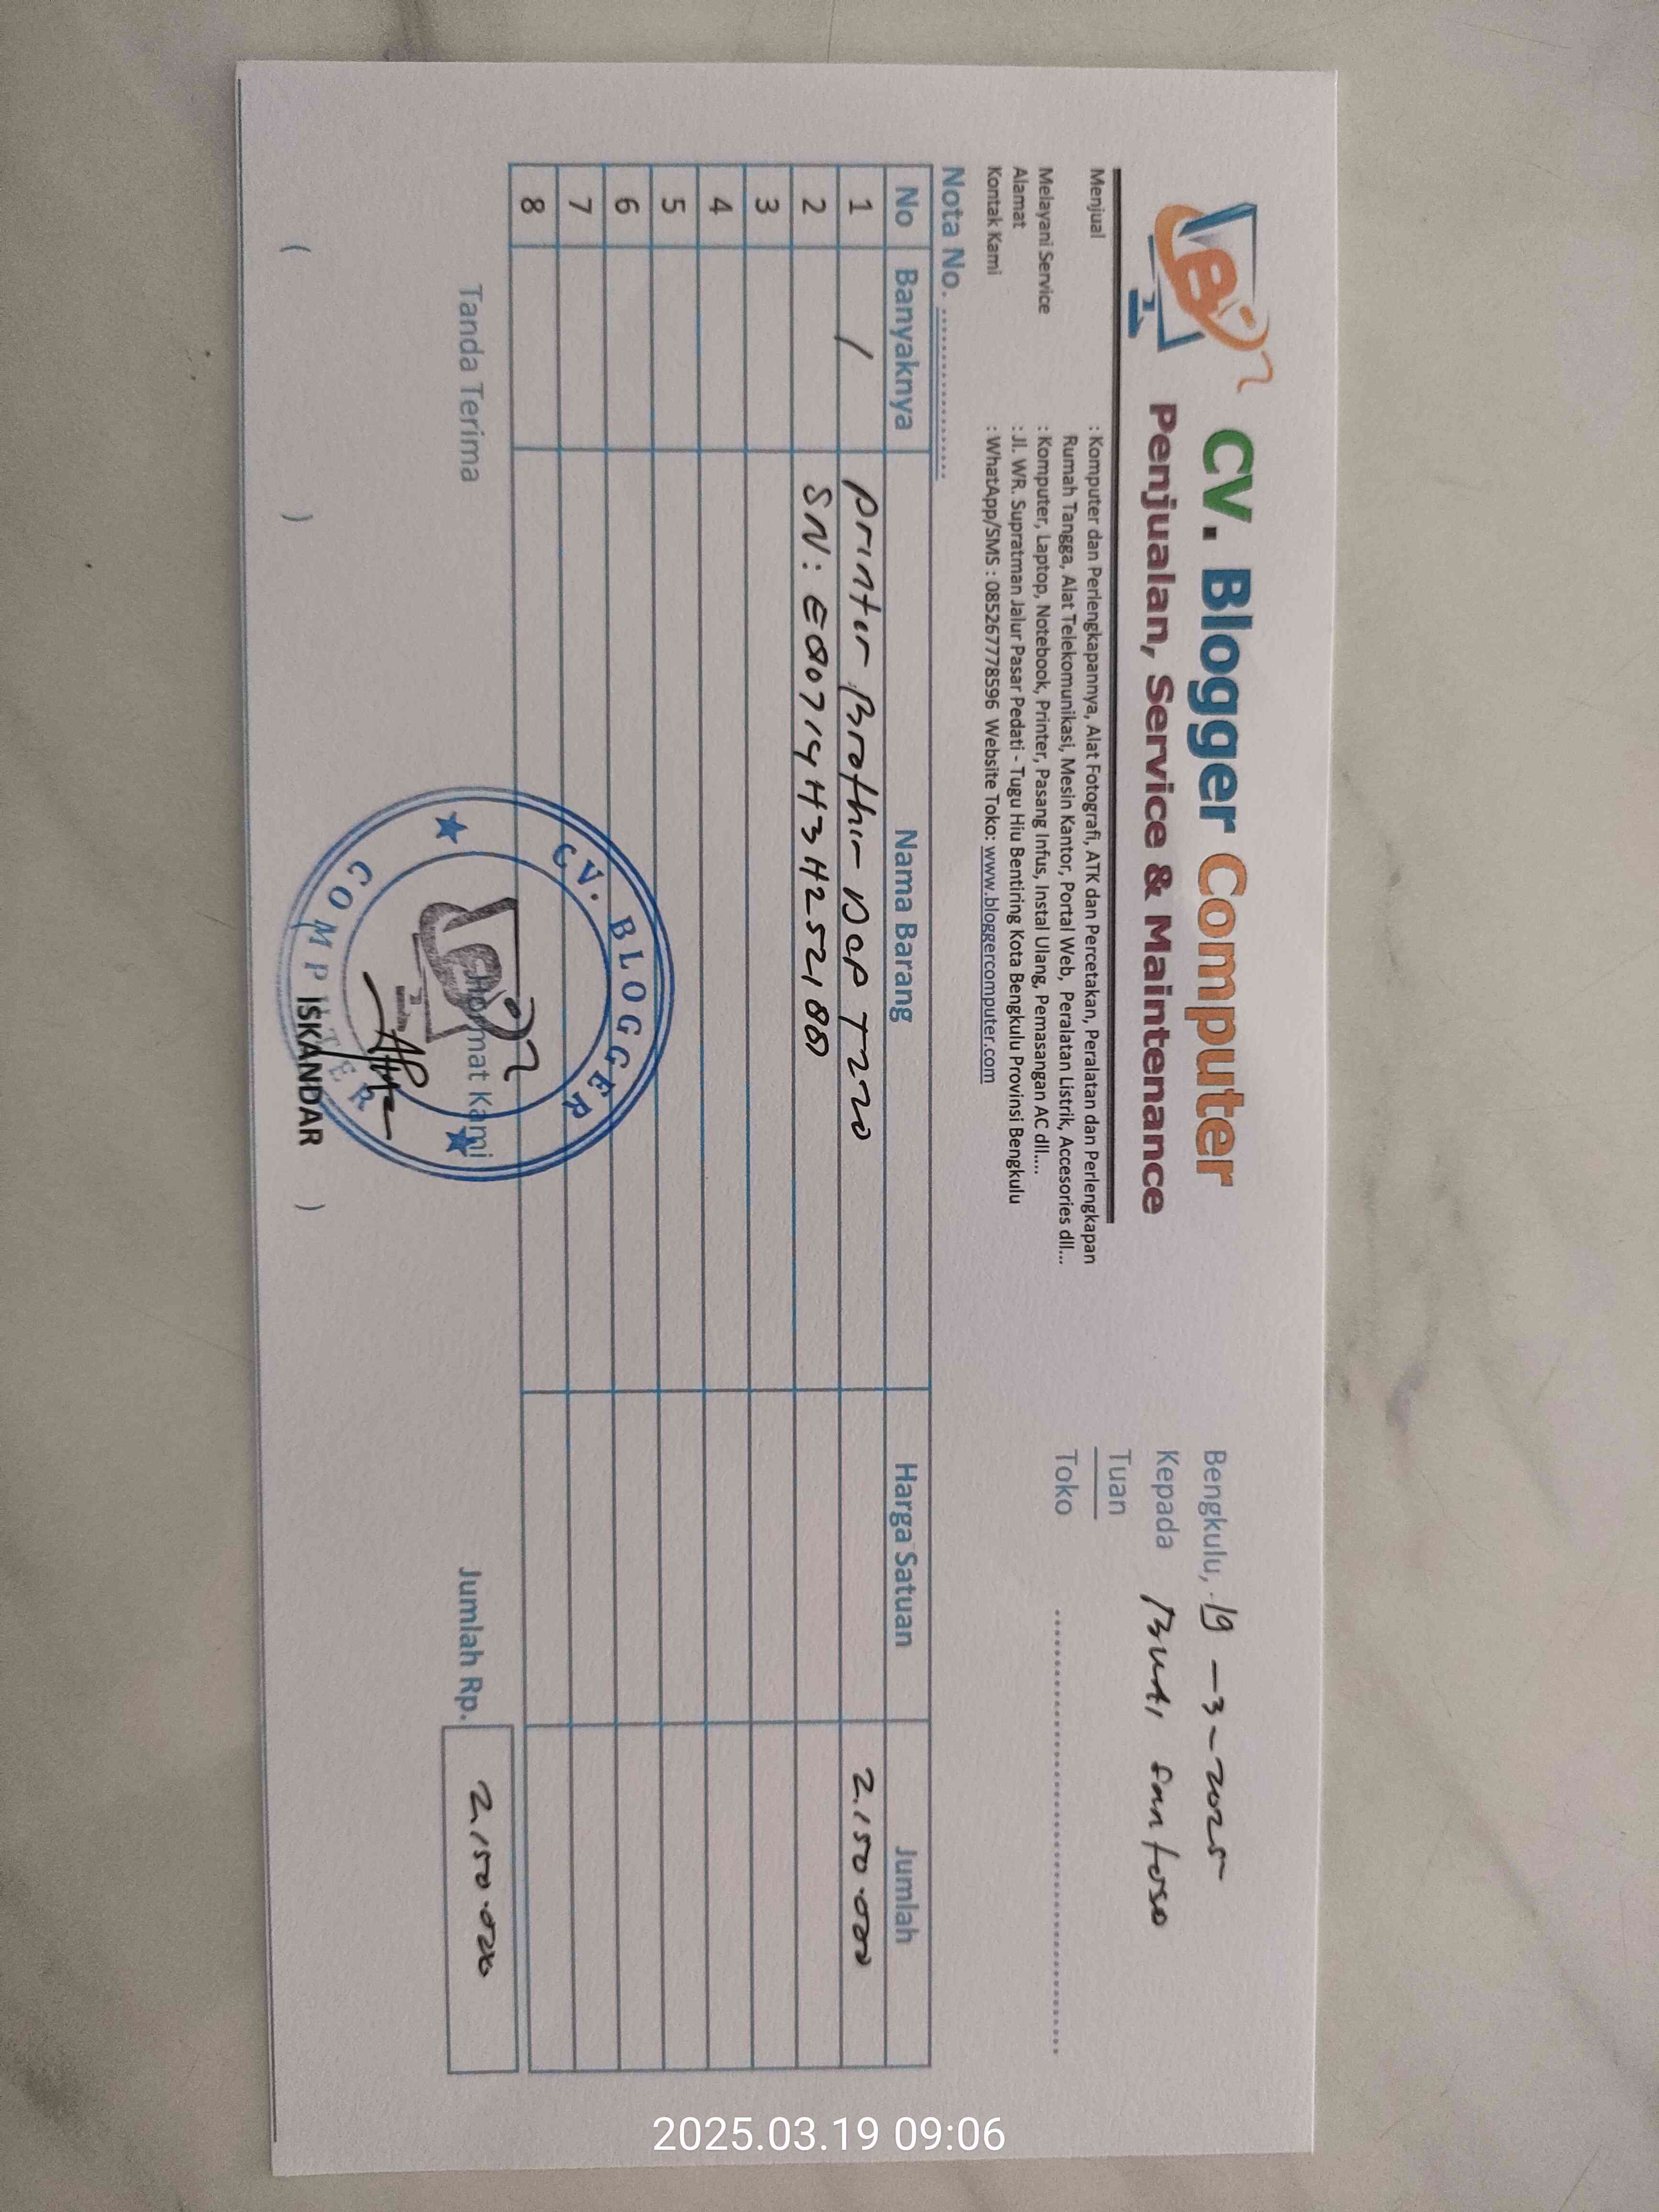 CV. Blogger Computer
Penjualan, Service & Maintenance
Menjual : Komputer dan Perlengkapannya, Alat Fotografi, ATK dan Percetakan, Peralatan dan Perlengkapan
Rumah Tangga, Alat Telekomunikasi, Mesin Kantor, Portal Web, Peralatan Listrik, Accesories dll...
Melayani Service : Komputer, Laptop, Notebook, Printer, Pasang Infus, Instal Ulang, Pemasangan AC dll....
Alamat : Jl. WR. Supratman Jalur Pasar Pedati - Tugu Hiu Bentiring Kota Bengkulu Provinsi Bengkulu
Kontak Kami : WhatApp/SMS : 085267778596 Website Toko: www.bloggercomputer.com
Bengkulu, 19-3-2025
Kepada Budi Santoso
Tuan
Toko
Nota No.
No Banyaknya Nama Barang Harga Satuan Jumlah
1 1 Printer Brother DCP T220 2.150.000
2 SN:
3
4
5
6
7
8
Tanda Terima Hormat Kami Jumlah Rp. 2.150.000
CV. BLOGGER
COMPUTER
( ) ( ISKANDAR )
2025.03.19 09:06